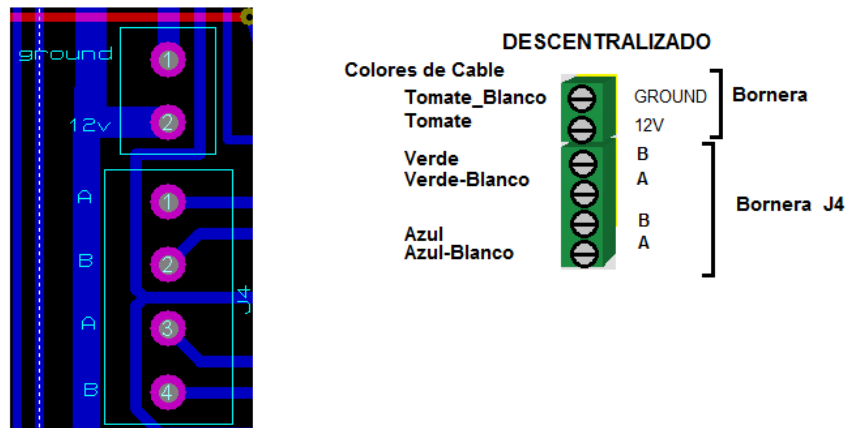 ground
1
12v
2
A
1
B
2
J4
A
3
B
4
DESCENTRALIZADO
Colores de Cable
Tomate_Blanco GROUND Bornera
Tomate 12V
Verde B
Verde-Blanco A
Bornera J4
Azul B
Azul-Blanco A